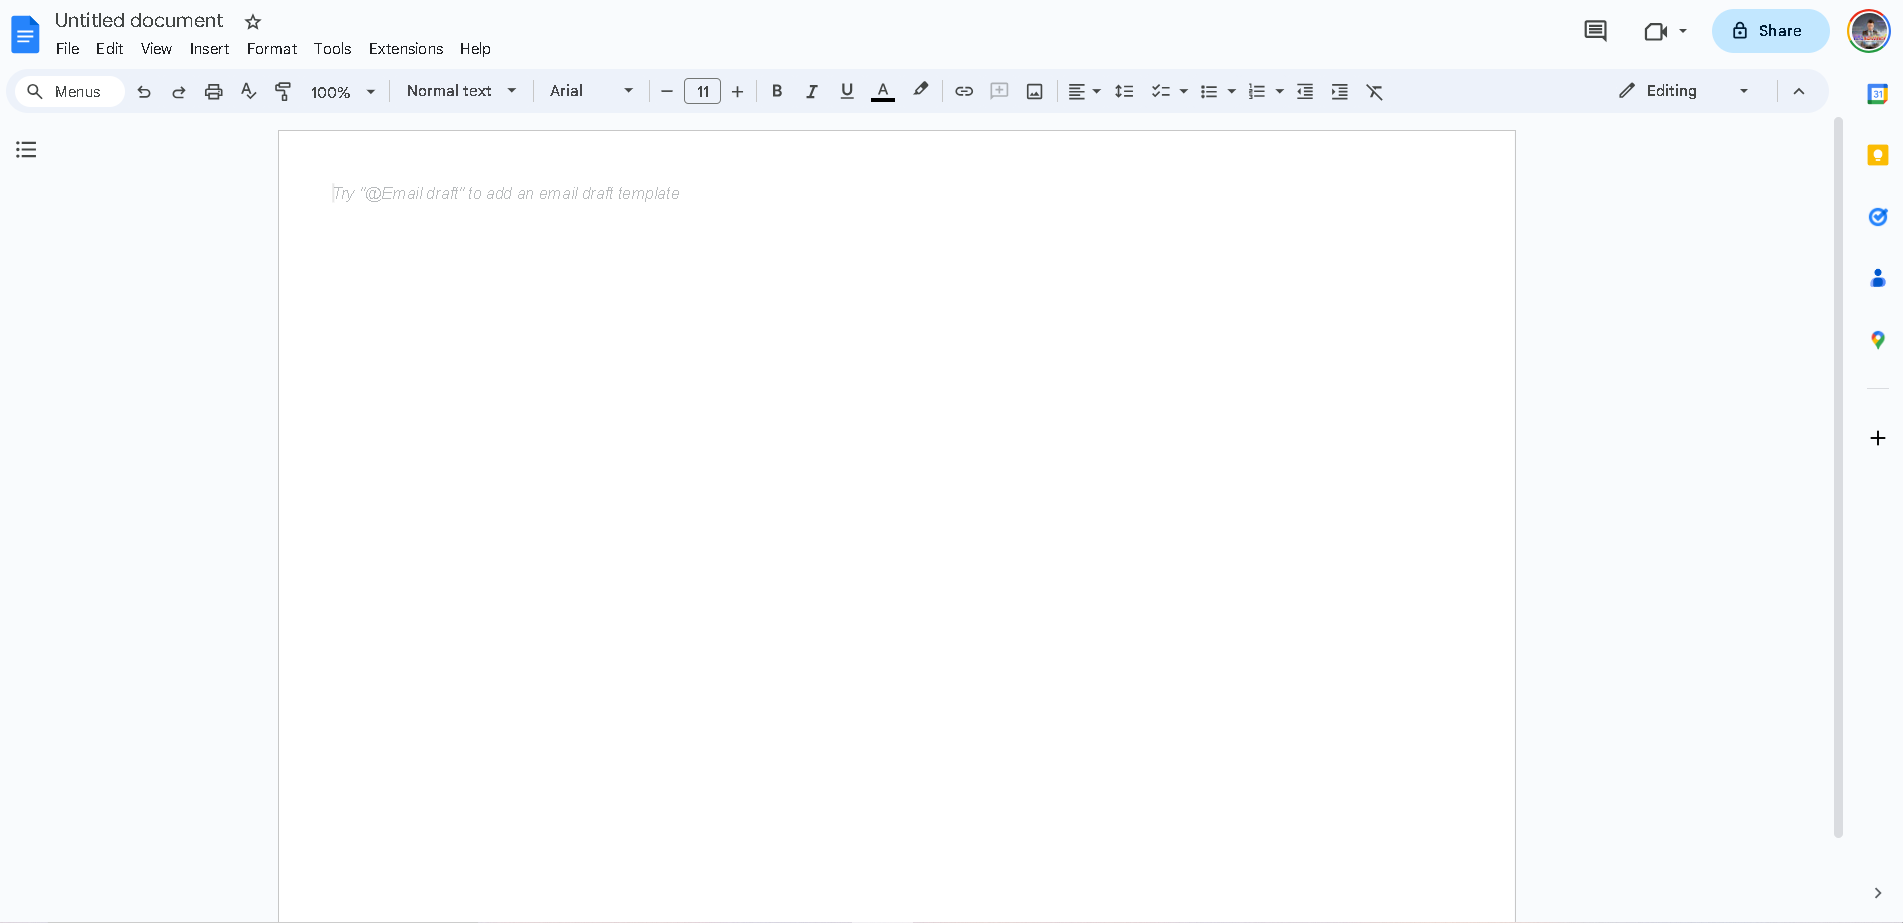 Untitled document
File Edit View Insert Format Tools Extensions Help
Share
Menus 100% Normal text Arial 11 B I U A Editing
31
Try "@Email draft" to add an email draft template